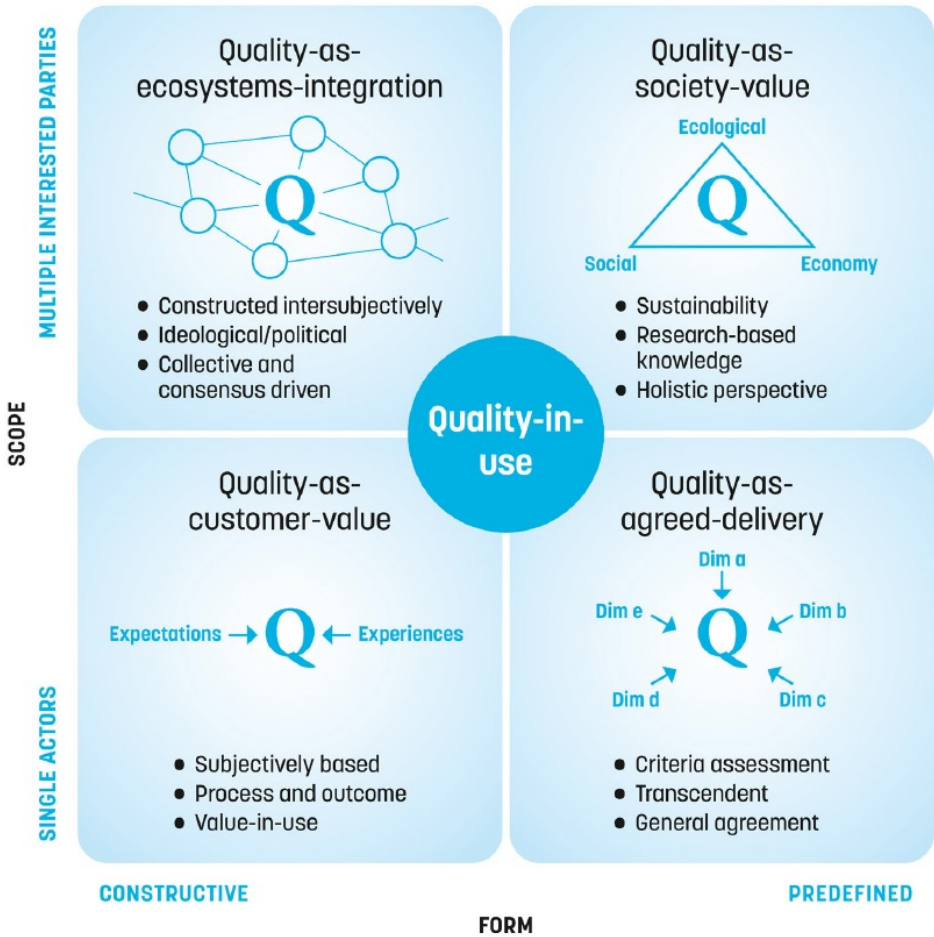 MULTIPLE INTERESTED PARTIES
SCOPE
SINGLE ACTORS
Quality-as-
ecosystems-integration
Q
• Constructed intersubjectively
• Ideological/political
• Collective and
consensus driven
Quality-as-
society-value
Ecological
Q
Social
Economy
• Sustainability
• Research-based
knowledge
• Holistic perspective
Quality-in-
use
Quality-as-
customer-value
Expectations
Q
Experiences
• Subjectively based
• Process and outcome
• Value-in-use
Quality-as-
agreed-delivery
Dim a
Dim e
Q
Dim b
Dim d
Dim c
• Criteria assessment
• Transcendent
• General agreement
CONSTRUCTIVE
PREDEFINED
FORM